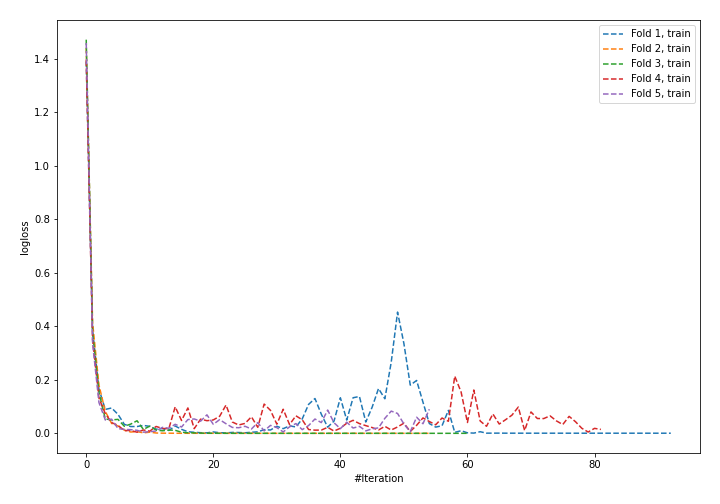 1.4
1.2
1.0
0.8
0.6
0.4
0.2
0.0
logloss
0
20
40
60
80
#Iteration
Fold 1, train
Fold 2, train
Fold 3, train
Fold 4, train
Fold 5, train